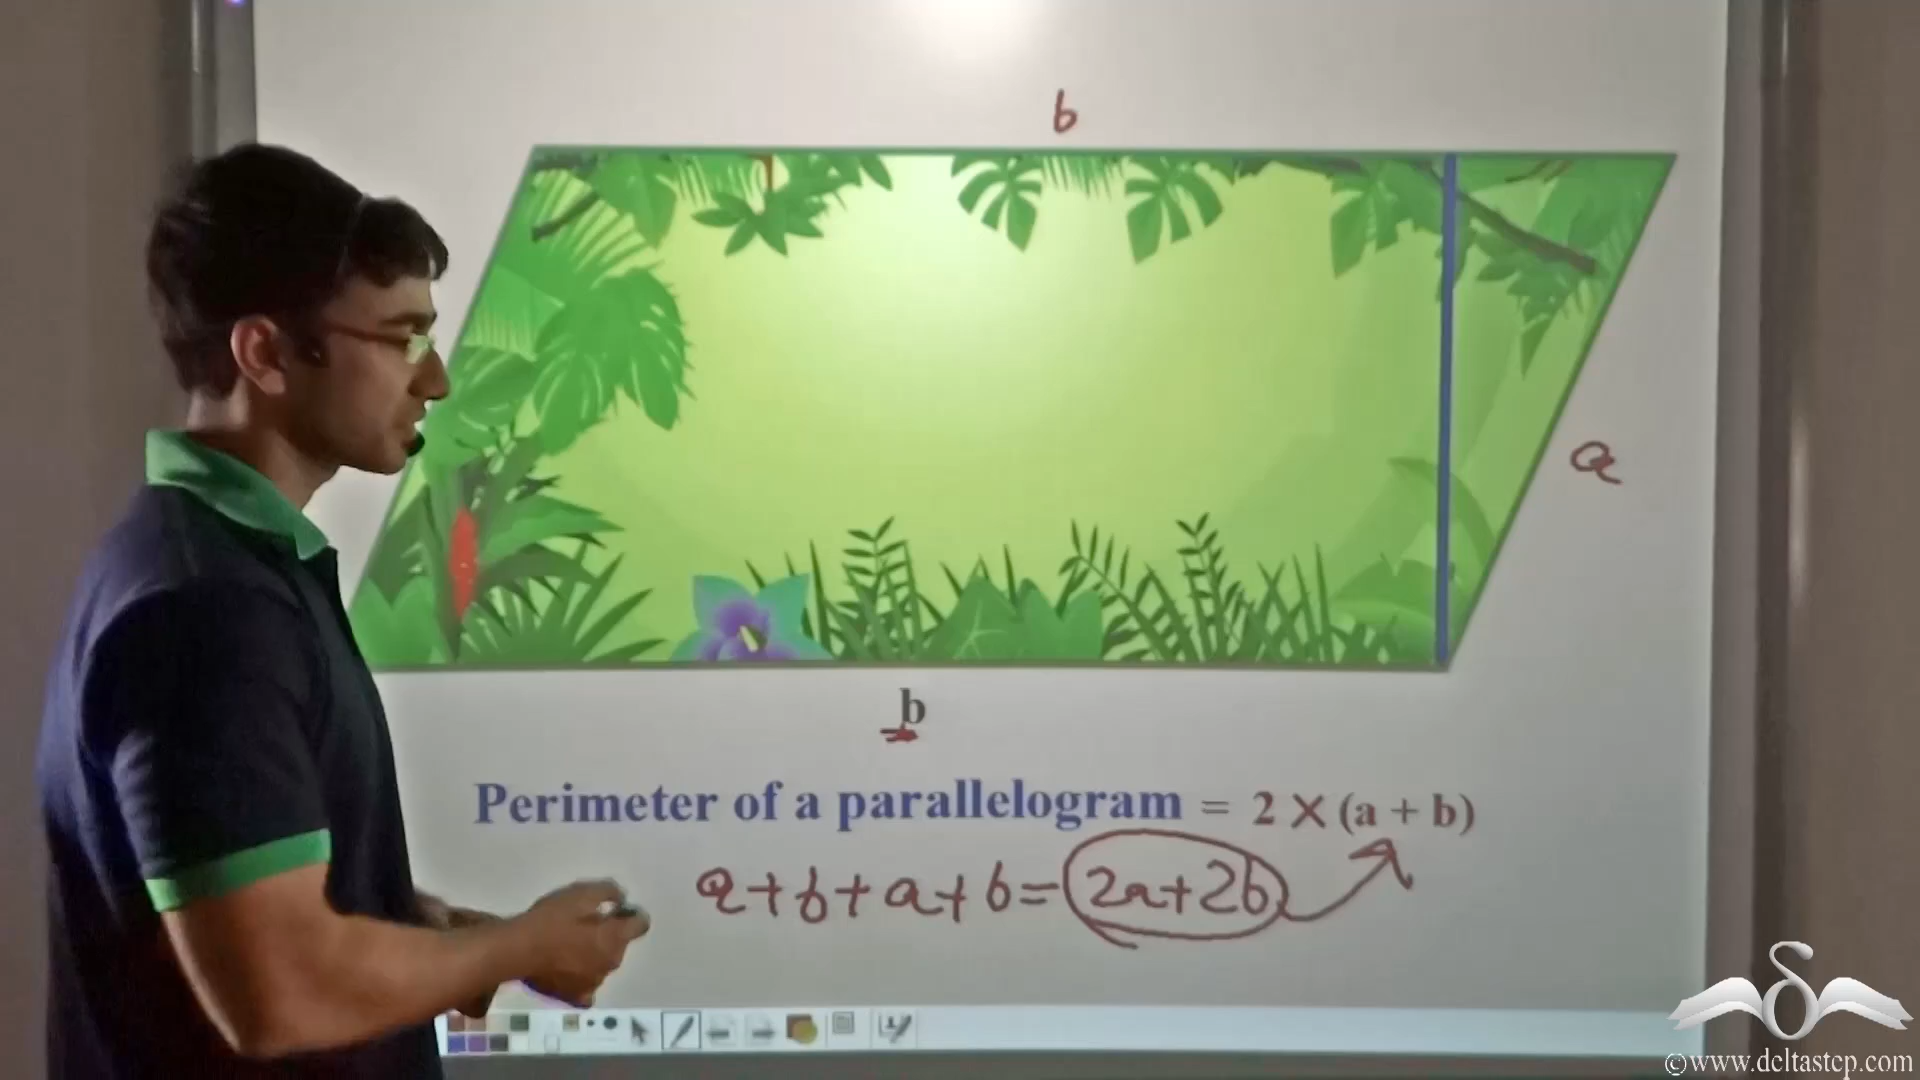 b
a
b
Perimeter of a parallelogram = 2 × (a + b)
a+b+a+b=2a+2b
©www.deltastep.com